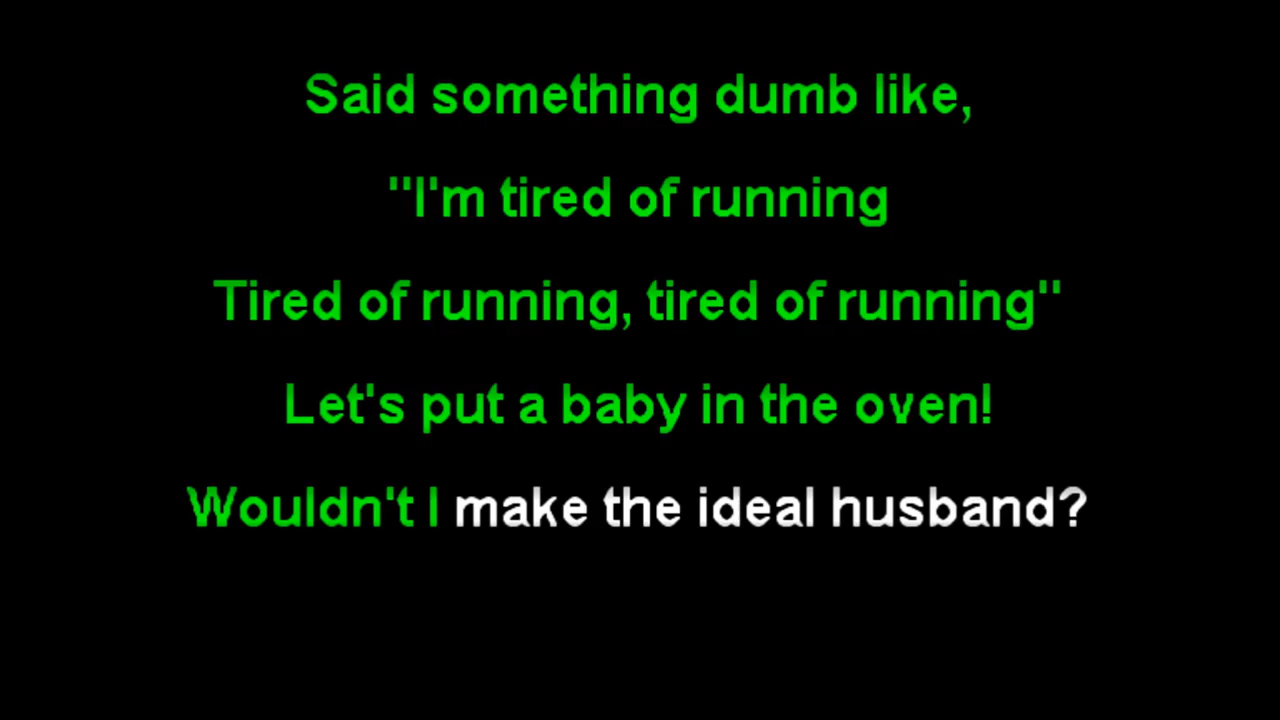 Said something dumb like,
"I'm tired of running
Tired of running, tired of running"
Let's put a baby in the oven!
Wouldn't I make the ideal husband?